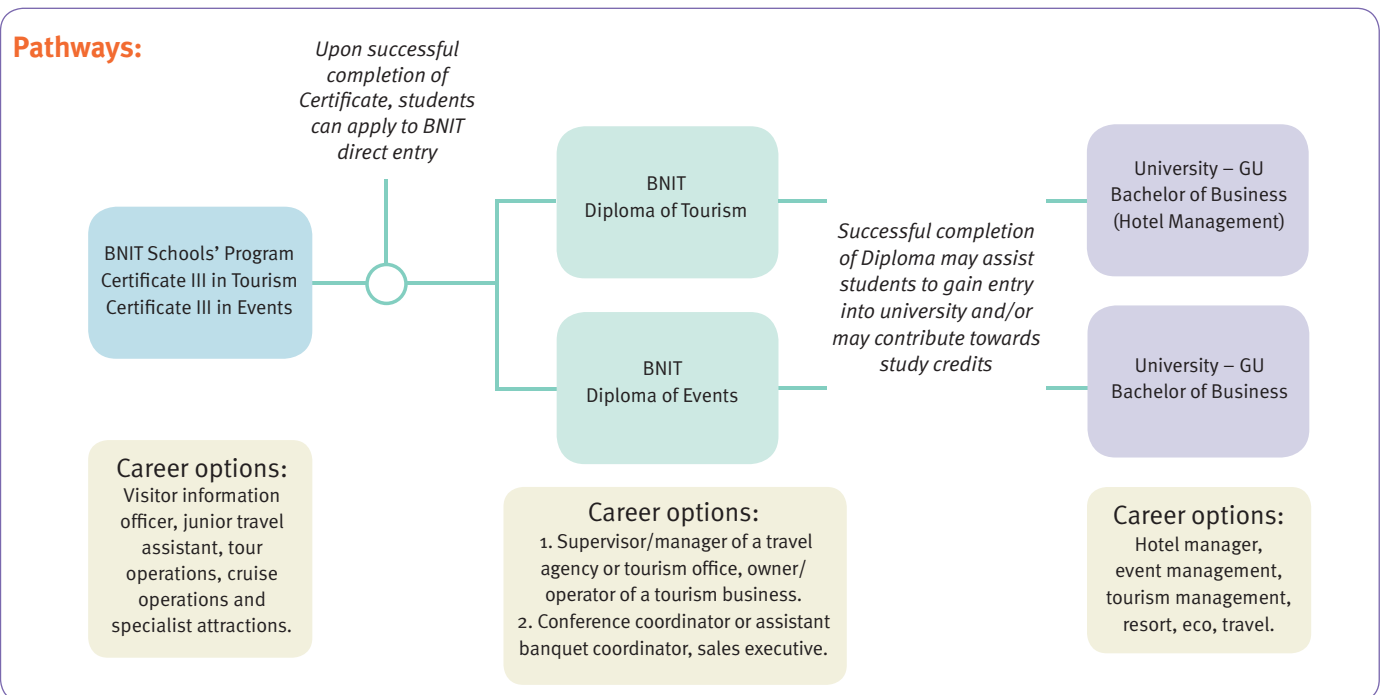 Pathways:
Upon successful
completion of
Certificate, students
can apply to BNIT
direct entry
BNIT Schools’ Program
Certificate III in Tourism
Certificate III in Events
BNIT
Diploma of Tourism
BNIT
Diploma of Events
Successful completion
of Diploma may assist
students to gain entry
into university and/or
may contribute towards
study credits
University – GU
Bachelor of Business
(Hotel Management)
University – GU
Bachelor of Business
Career options:
Visitor information
officer, junior travel
assistant, tour
operations, cruise
operations and
specialist attractions.
Career options:
1. Supervisor/manager of a travel
agency or tourism office, owner/
operator of a tourism business.
2. Conference coordinator or assistant
banquet coordinator, sales executive.
Career options:
Hotel manager,
event management,
tourism management,
resort, eco, travel.